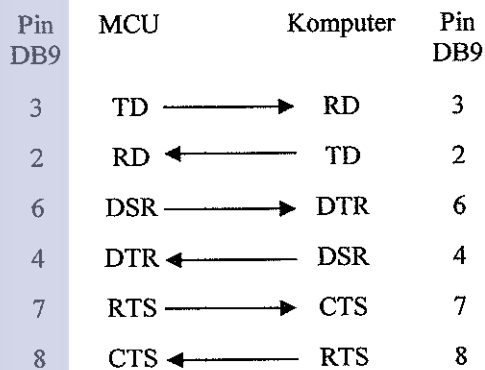 Pin MCU Komputer Pin
DB9 DB9
3 TD RD 3
2 RD TD 2
6 DSR DTR 6
4 DTR DSR 4
7 RTS CTS 7
8 CTS RTS 8